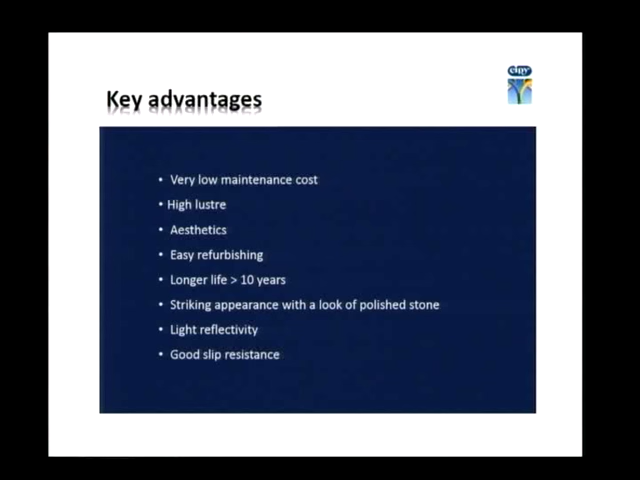 Key advantages
• Very low maintenance cost
• High lustre
• Aesthetics
• Easy refurbishing
• Longer life > 10 years
• Striking appearance with a look of polished stone
• Light reflectivity
• Good slip resistance